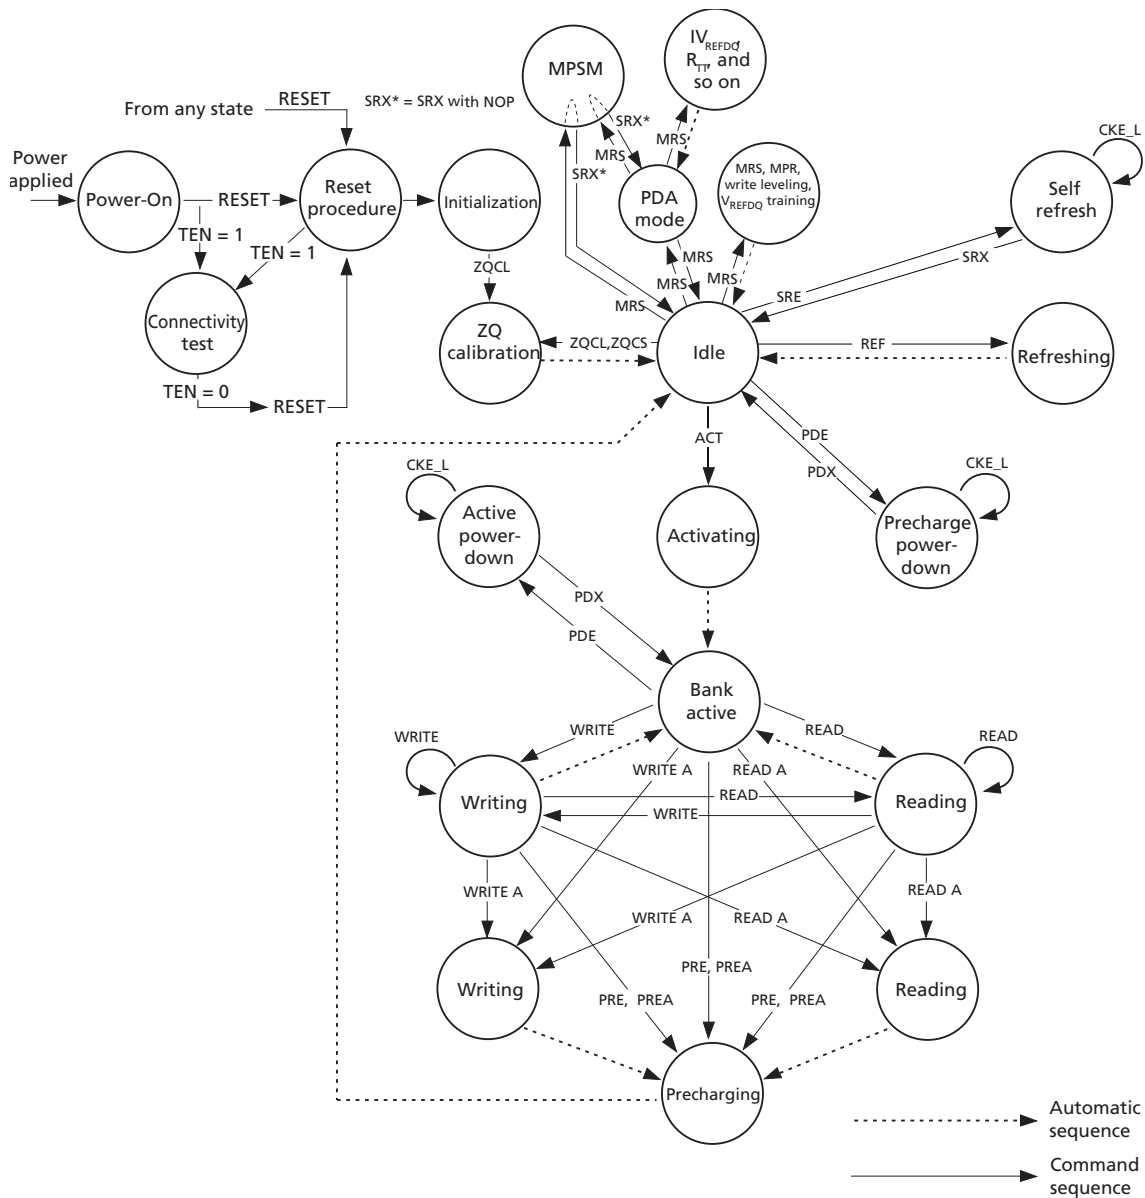 MPSM
IV REFDQ,
R TT, and
so on
From any state
RESET
SRX* = SRX with NOP
SRX*
MRS
MRS
SRX*
CKE_L
Power
applied
Power-On
RESET
Reset
procedure
Initialization
PDA
mode
MRS, MPR,
write leveling,
VREFDQ training
Self
refresh
TEN = 1
TEN = 1
ZQCL
MRS
MRS
MRS
MRS
SRE
SRX
Connectivity
test
ZQ
calibration
ZQCL,ZQCS
Idle
REF
Refreshing
TEN = 0
RESET
ACT
PDE
PDX
CKE_L
CKE_L
Active
power-
down
Activating
Precharge
power-
down
PDX
PDE
Bank
active
WRITE
READ
WRITE
READ
WRITE A
READ A
Writing
READ
WRITE
Reading
WRITE A
READ A
WRITE A
READ A
Writing
PRE, PREA
Reading
PRE, PREA
PRE, PREA
Precharging
Automatic
sequence
Command
sequence